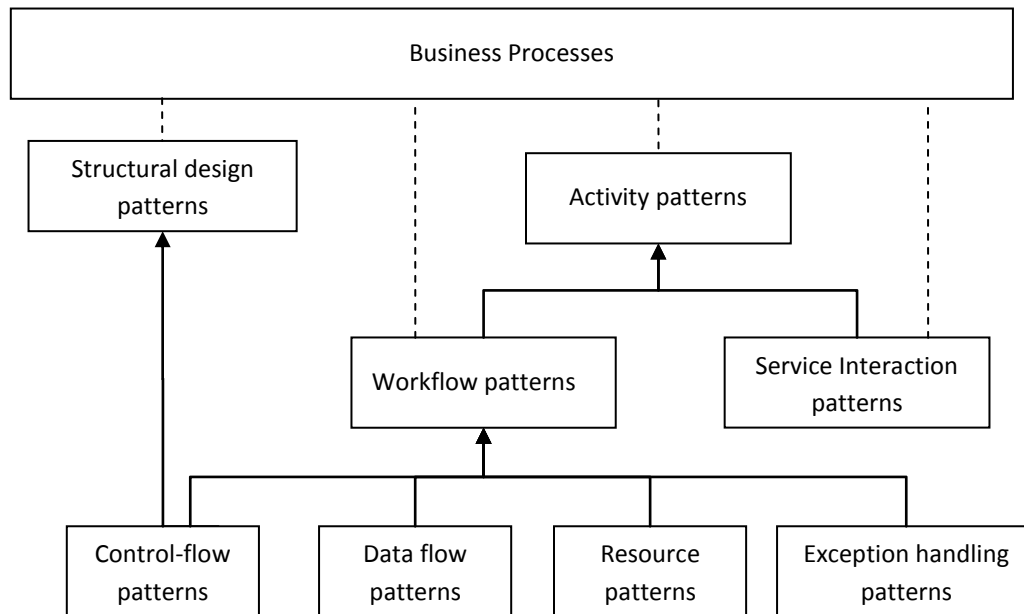 Business Processes
Structural design
patterns
Activity patterns
Workflow patterns
Service Interaction
patterns
Control-flow
patterns
Data flow
patterns
Resource
patterns
Exception handling
patterns